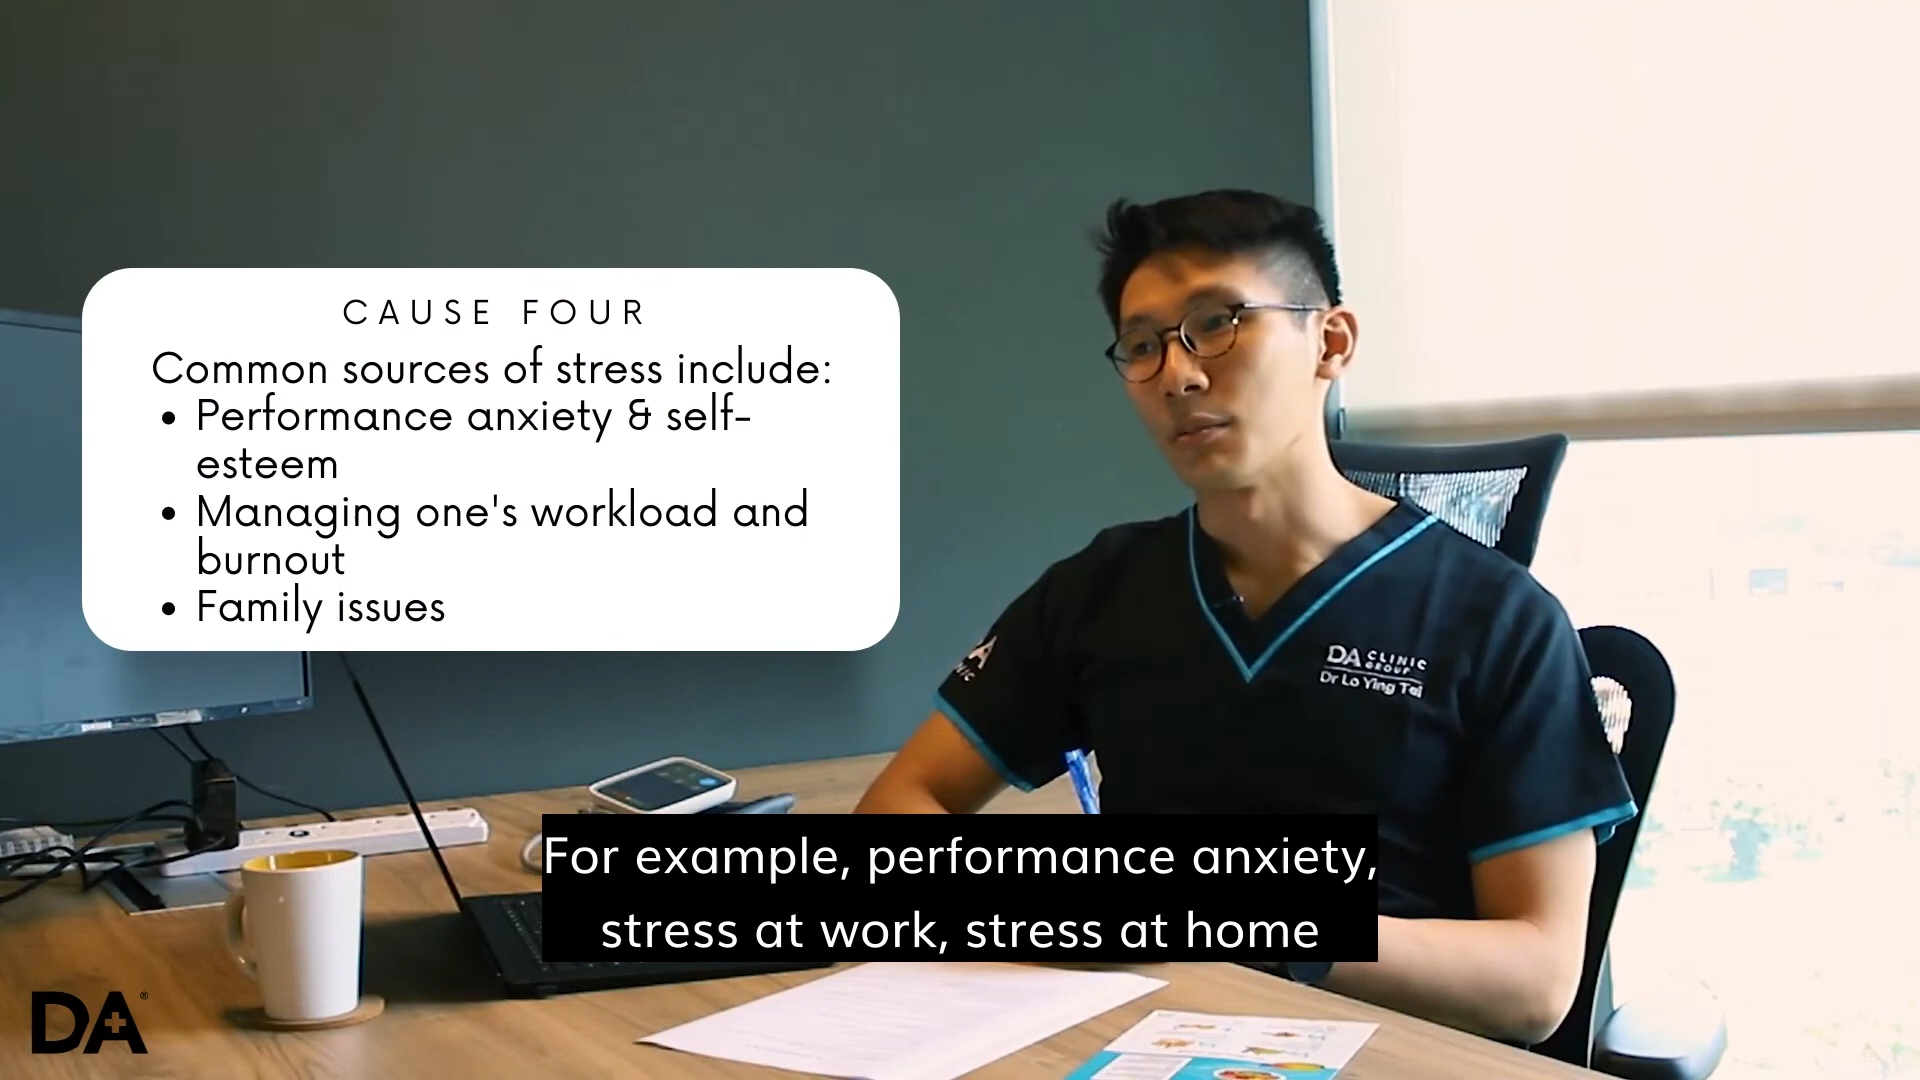 CAUSE FOUR
Common sources of stress include:
• Performance anxiety & self-
esteem
• Managing one's workload and
burnout
• Family issues
DA CLINIC
GROUP
Dr Lo Ying Tai
For example, performance anxiety,
stress at work, stress at home
DA®